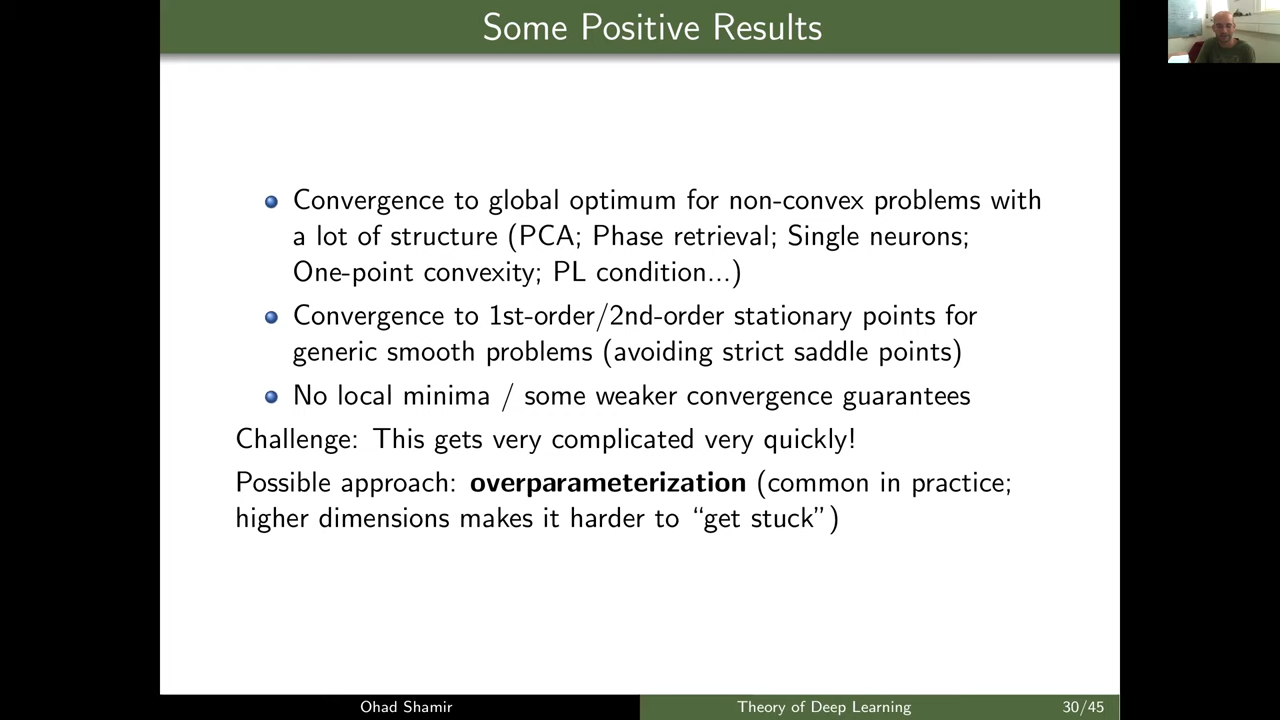 Some Positive Results
Convergence to global optimum for non-convex problems with
a lot of structure (PCA; Phase retrieval; Single neurons;
One-point convexity; PL condition...)
Convergence to 1st-order/2nd-order stationary points for
generic smooth problems (avoiding strict saddle points)
No local minima / some weaker convergence guarantees
Challenge: This gets very complicated very quickly!
Possible approach: overparameterization (common in practice;
higher dimensions makes it harder to “get stuck”)
Ohad Shamir
Theory of Deep Learning
30/45